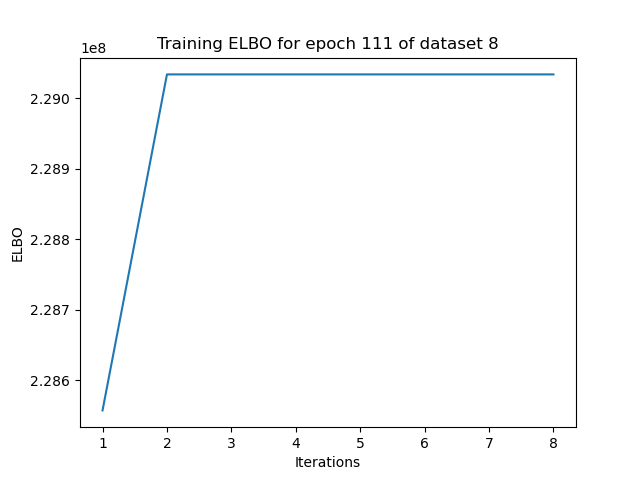 Training ELBO for epoch 111 of dataset 8
1e8
2.290
2.289
2.288
2.287
2.286
ELBO
1 2 3 4 5 6 7 8
Iterations